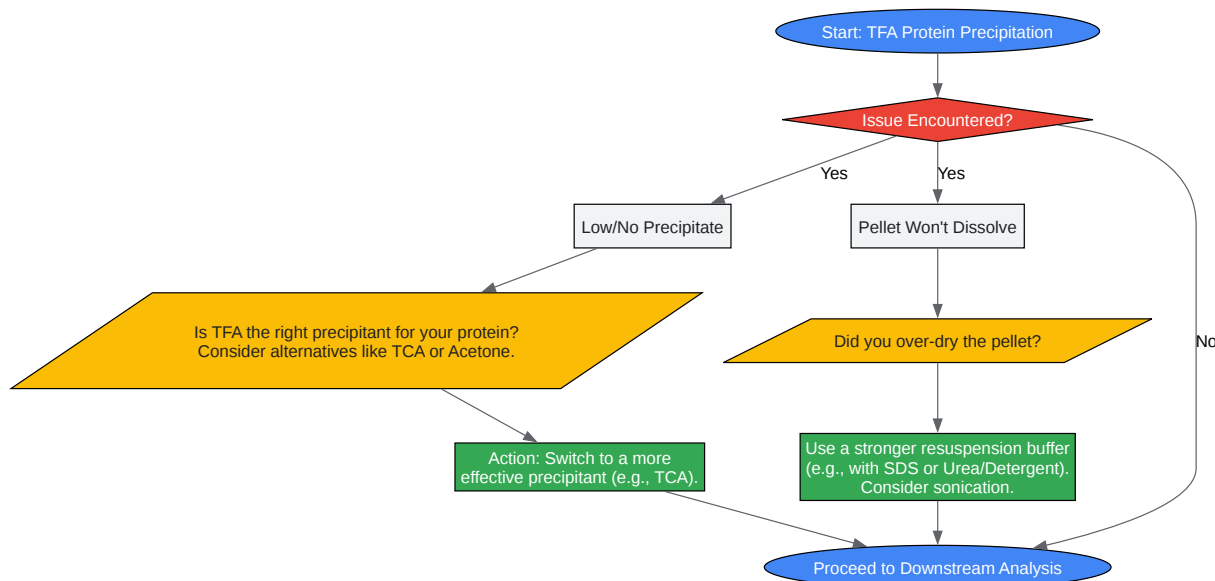 Start: TFA Protein Precipitation
Issue Encountered?
Yes
Yes
Low/No Precipitate
Pellet Won't Dissolve
Is TFA the right precipitant for your protein?
Consider alternatives like TCA or Acetone.
Did you over-dry the pellet?
No
Action: Switch to a more
effective precipitant (e.g., TCA).
Use a stronger resuspension buffer
(e.g., with SDS or Urea/Detergent).
Consider sonication.
Proceed to Downstream Analysis